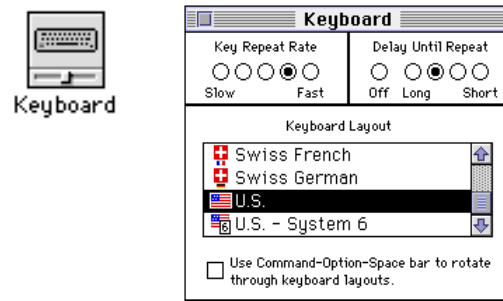 Keyboard
Keyboard
Key Repeat Rate
Slow Fast
Delay Until Repeat
Off Long Short
Keyboard Layout
Swiss French
Swiss German
U.S.
6 U.S. - System 6
Use Command-Option-Space bar to rotate
through keyboard layouts.